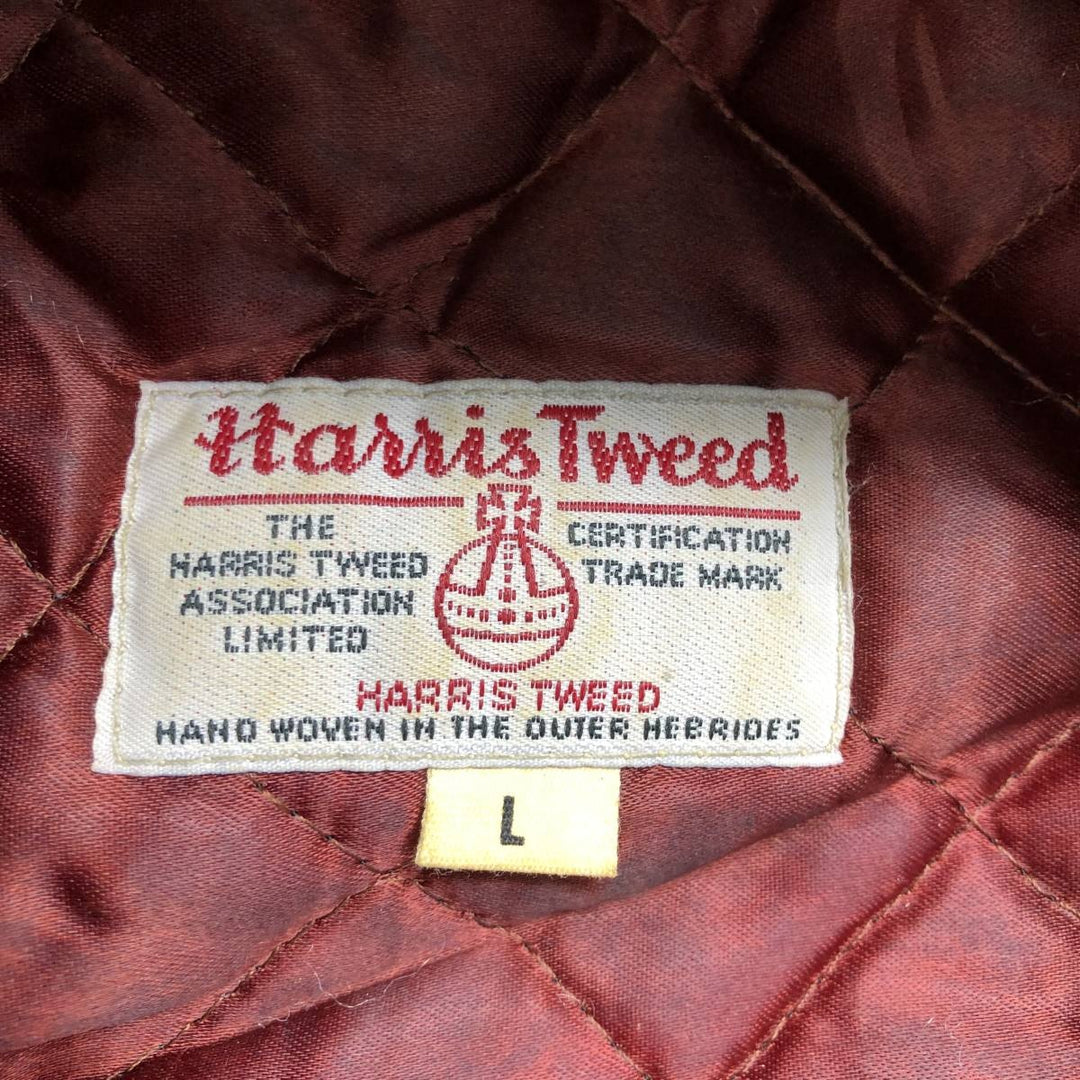 Harris Tweed
THE
HARRIS TWEED
ASSOCIATION
LIMITED
CERTIFICATION
TRADE MARK
HARRIS TWEED
HAND WOVEN IN THE OUTER HEBRIDES
L